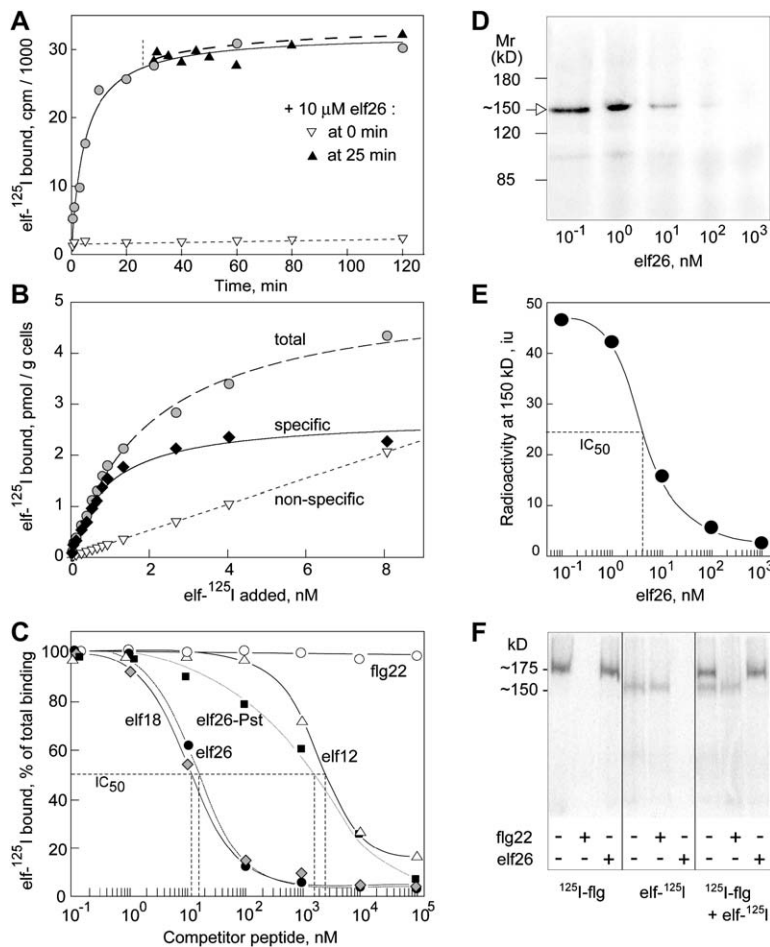 A
elf-¹²⁵I bound, cpm / 1000
30
20
10
0
+ 10 µM elf26 :
▽ at 0 min
▲ at 25 min
0 20 40 60 80 100 120
Time, min
B
elf-¹²⁵I bound, pmol / g cells
5
4
3
2
1
0
total
specific
non-specific
0 2 4 6 8
elf-¹²⁵I added, nM
C
elf-¹²⁵I bound, % of total binding
100
80
60
40
20
0
flg22
elf18
elf26-Pst
elf26
elf12
IC₅₀
10⁻¹ 10⁰ 10¹ 10² 10³ 10⁴ 10⁵
Competitor peptide, nM
D
Mr
(kD)
180
~150
120
85
10⁻¹ 10⁰ 10¹ 10² 10³
elf26, nM
E
Radioactivity at 150 kD , iu
50
40
30
20
10
0
IC₅₀
10⁻¹ 10⁰ 10¹ 10² 10³
elf26, nM
F
kD
~175
~150
flg22 - + - - + - - + -
elf26 - - + - - + - - +
¹²⁵I-flg elf-¹²⁵I ¹²⁵I-flg
+ elf-¹²⁵I